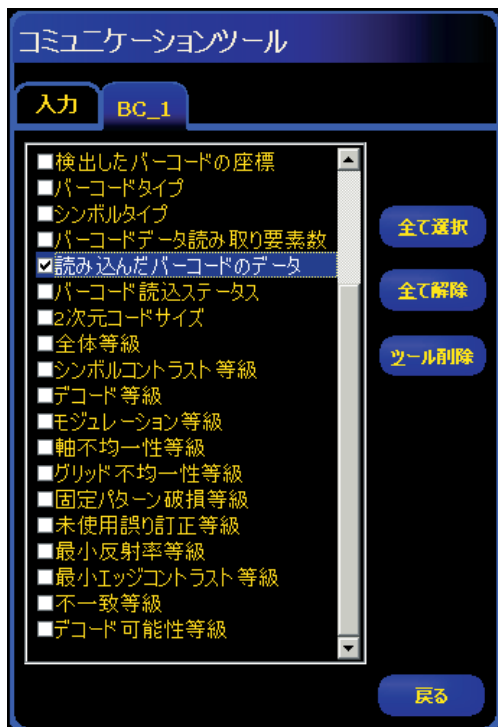 コミュニケーションツール
入力
BC_1
検出したバーコードの座標
バーコードタイプ
シンボルタイプ
バーコードデータ読み取り要素数
読み込んだバーコードのデータ
バーコード読込ステータス
2次元コードサイズ
全体等級
シンボルコントラスト等級
デコード等級
モジュレーション等級
軸不均一性等級
グリッド不均一性等級
固定パターン破損等級
未使用誤り訂正等級
最小反射率等級
最小エッジコントラスト等級
不一致等級
デコード可能性等級
全て選択
全て解除
ツール削除
戻る